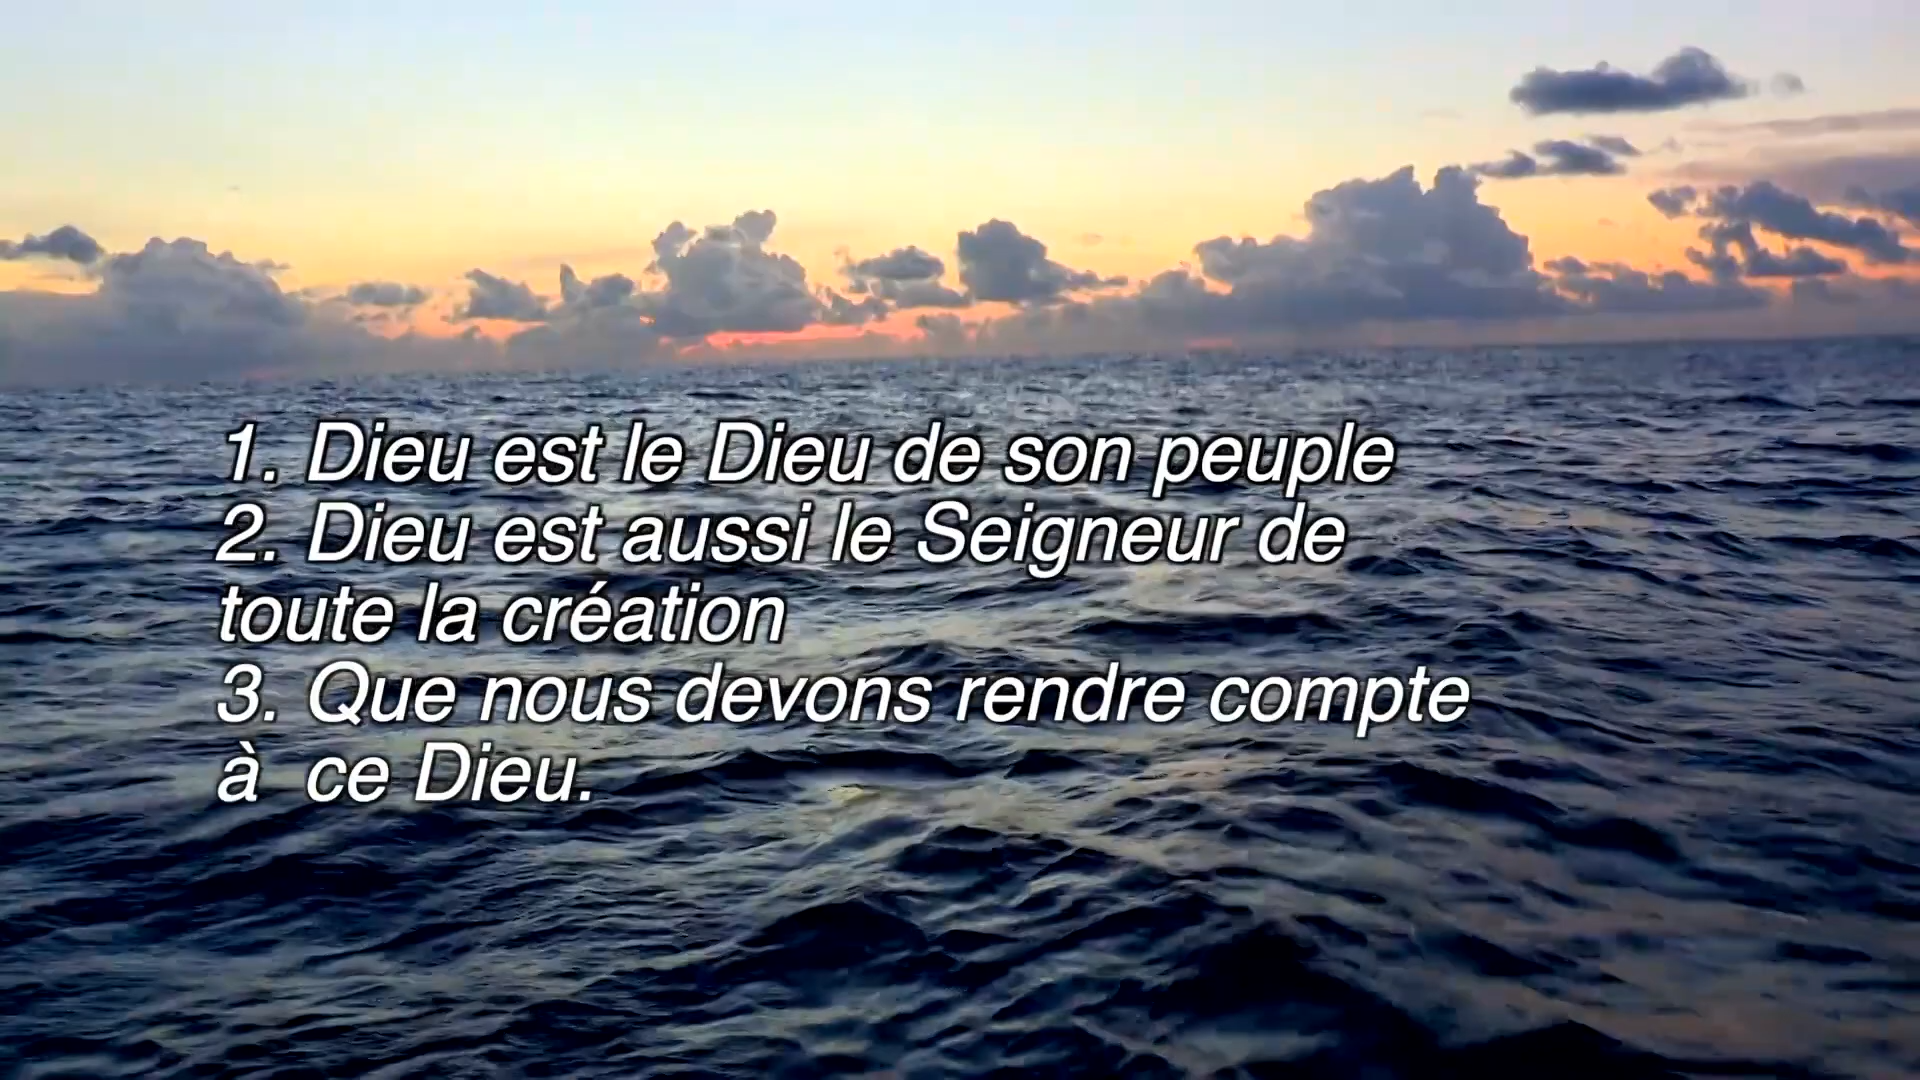 1. Dieu est le Dieu de son peuple
2. Dieu est aussi le Seigneur de
toute la création
3. Que nous devons rendre compte
à  ce Dieu.